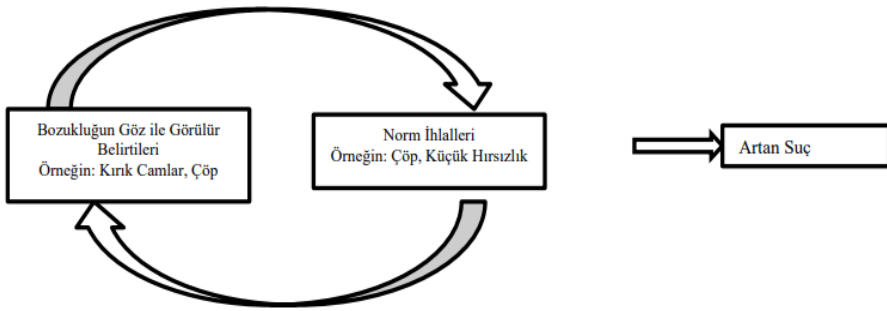 Bozukluğun Göz ile Görülür
Belirtileri
Örneğin: Kırık Camlar, Çöp
Norm İhlalleri
Örneğin: Çöp, Küçük Hırsızlık
Artan Suç